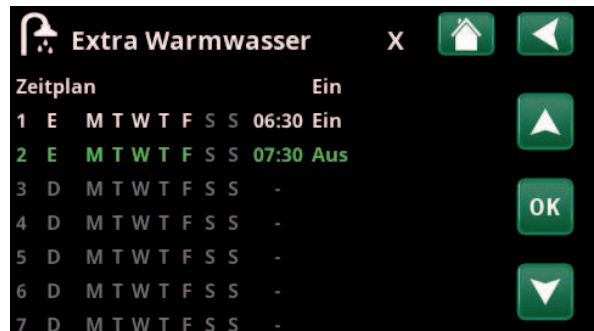 Extra Warmwasser X
Zeitplan Ein
1 E M T W T F S S 06:30 Ein
2 E M T W T F S S 07:30 Aus
3 D M T W T F S S -
4 D M T W T F S S -
OK
5 D M T W T F S S -
6 D M T W T F S S -
7 D M T W T F S S -